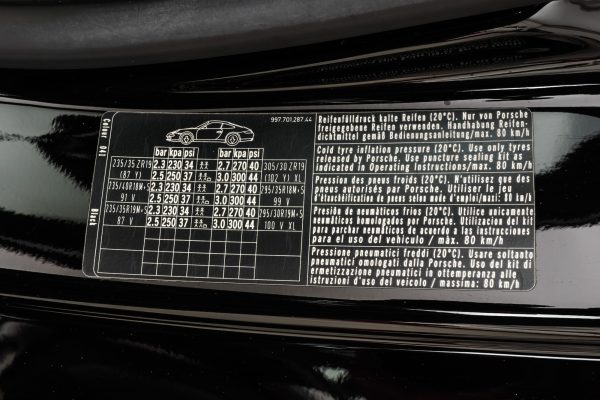 Colour 041
Black
997.701.287.44
bar kpa psi bar kpa psi
235/35 ZR19 2.3 230 34 2.7 270 40 305/30 ZR19
(87 Y) 2.5 250 37 3.0 300 44 (102 Y) XL
235/40R18M+S 2.3 230 34 2.7 270 40 295/35R18M+S
91 V 2.5 250 37 3.0 300 44 99 V
235/35R19M+S 2.3 230 34 2.7 270 40 295/30R19M+S
87 V 2.5 250 37 3.0 300 44 100 V XL
Reifenfülldruck kalte Reifen (20°C). Nur von Porsche
freigegebene Reifen verwenden. Handhabung Reifen-
dichtmittel gemäß Bedienungsanleitung/max. 80 km/h
Cold tyre inflation pressure (20°C). Use only tyres
released by Porsche. Use puncture sealing kit as
indicated in Operating Instructions/max. 80 km/h
Pression des pneus froids (20°C). N'utilisez que des
pneus autorisés par Porsche. Utiliser le jeu
d'étanchéification de pneus selon mode d'emploi/max: 80 km/h
Presión de neumáticos fríos (20°C). Utilice unicamente
neumáticos homologados por Porsche. Utilización del kit
para parchar neumaticos de acuerdo con instrucciones
para el uso del vehículo / máx. 80 km/h
Pressione pneumatici freddi (20°C). Usare soltanto
pneumatici omologati dalla Porsche. Uso del kit di
ermetizzazione pneumatici in ottemperanza alle
istruzioni d'uso del veicolo / massima: 80 km/h